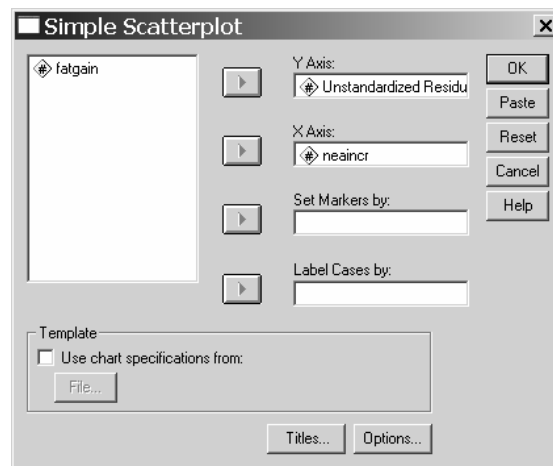 Simple Scatterplot
fatgain
Y Axis:
Unstandardized Residu
X Axis:
neaincr
Set Markers by:
Label Cases by:
OK
Paste
Reset
Cancel
Help
Template
Use chart specifications from:
File...
Titles...
Options...